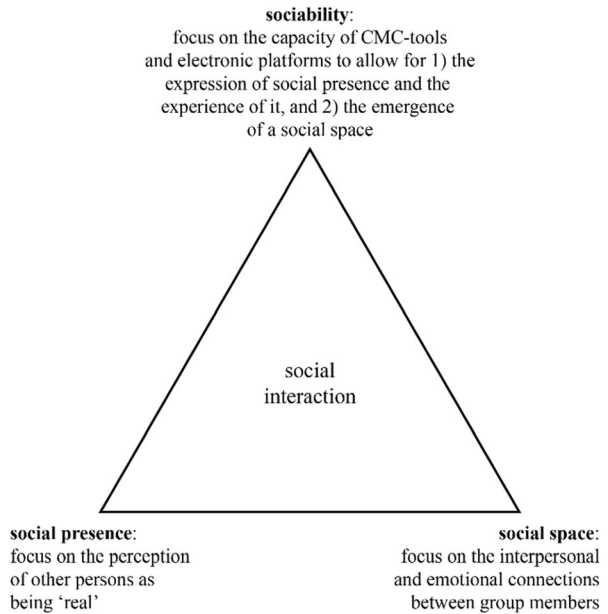 sociability:
focus on the capacity of CMC-tools
and electronic platforms to allow for 1) the
expression of social presence and the
experience of it, and 2) the emergence
of a social space
social
interaction
social presence:
focus on the perception
of other persons as
being ‘real’
social space:
focus on the interpersonal
and emotional connections
between group members